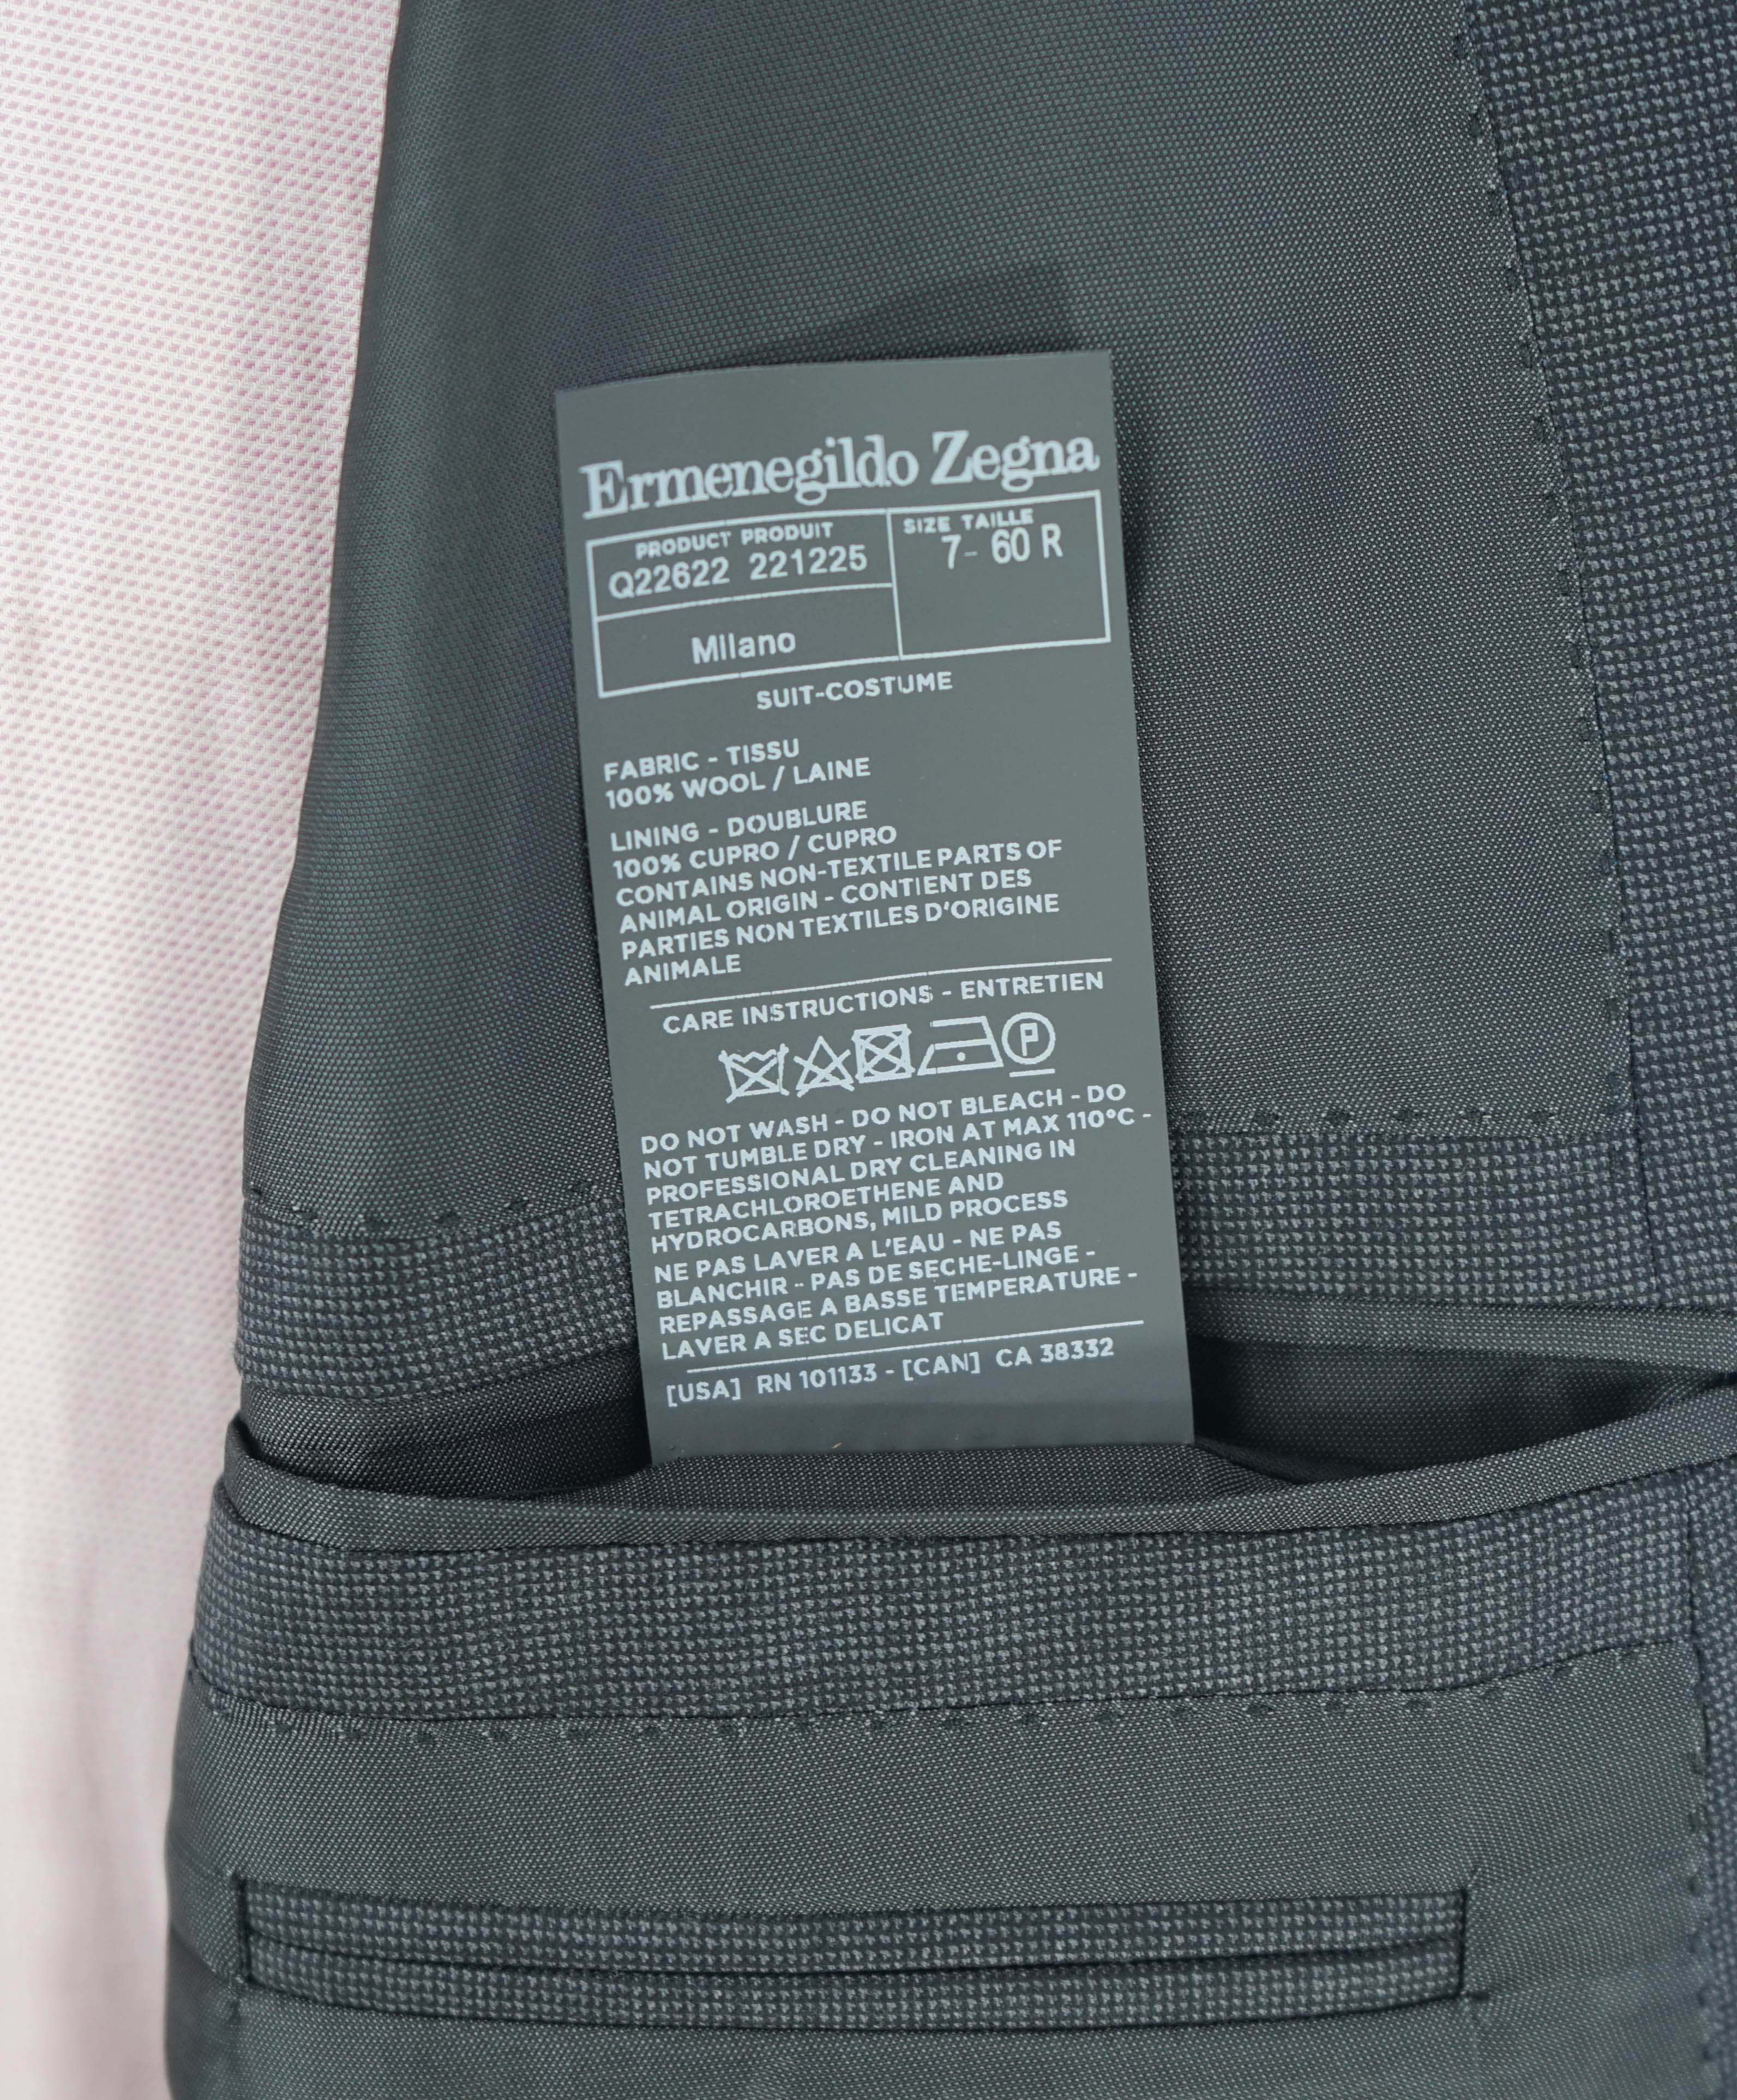 Ermenegildo Zegna
PRODUCT PRODUIT
Q22622 221225
SIZE TAILLE
7- 60 R
Milano
SUIT-COSTUME
FABRIC - TISSU
100% WOOL / LAINE
LINING - DOUBLURE
100% CUPRO / CUPRO
CONTAINS NON-TEXTILE PARTS OF
ANIMAL ORIGIN - CONTIENT DES
PARTIES NON TEXTILES D'ORIGINE
ANIMALE
CARE INSTRUCTIONS - ENTRETIEN
P
DO NOT WASH - DO NOT BLEACH - DO
NOT TUMBLE DRY - IRON AT MAX 110°C -
PROFESSIONAL DRY CLEANING IN
TETRACHLOROETHENE AND
HYDROCARBONS, MILD PROCESS
NE PAS LAVER A L'EAU - NE PAS
BLANCHIR - PAS DE SECHE-LINGE -
REPASSAGE A BASSE TEMPERATURE -
LAVER A SEC DELICAT
[USA] RN 101133 - [CAN] CA 38332